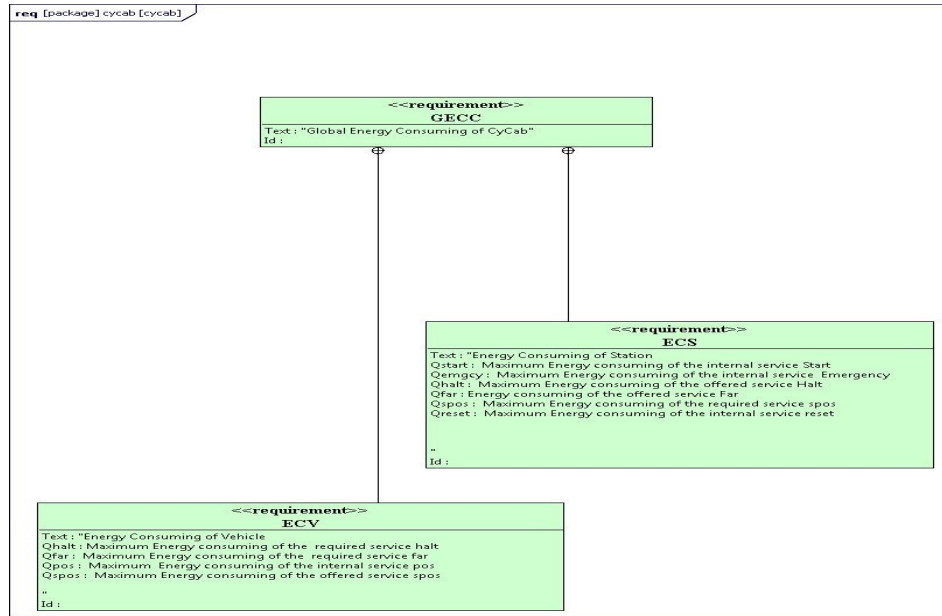 req [package] cycab [cycab]
<<requirement>>
GECC
Text : "Global Energy Consuming of CyCab"
Id :
<<requirement>>
ECS
Text : "Energy Consuming of Station
Qstart : Maximum Energy consuming of the internal service Start
Qemgcy : Maximum Energy consuming of the internal service Emergency
Qhalt : Maximum Energy consuming of the offered service Halt
Qfar : Energy consuming of the offered service Far
Qspos : Maximum Energy consuming of the required service spos
Qreset : Maximum Energy consuming of the internal service reset
"
Id :
<<requirement>>
ECV
Text : "Energy Consuming of Vehicle
Qhalt : Maximum Energy consuming of the required service halt
Qfar : Maximum Energy consuming of the required service far
Qpos : Maximum Energy consuming of the internal service pos
Qspos : Maximum Energy consuming of the offered service spos
"
Id :